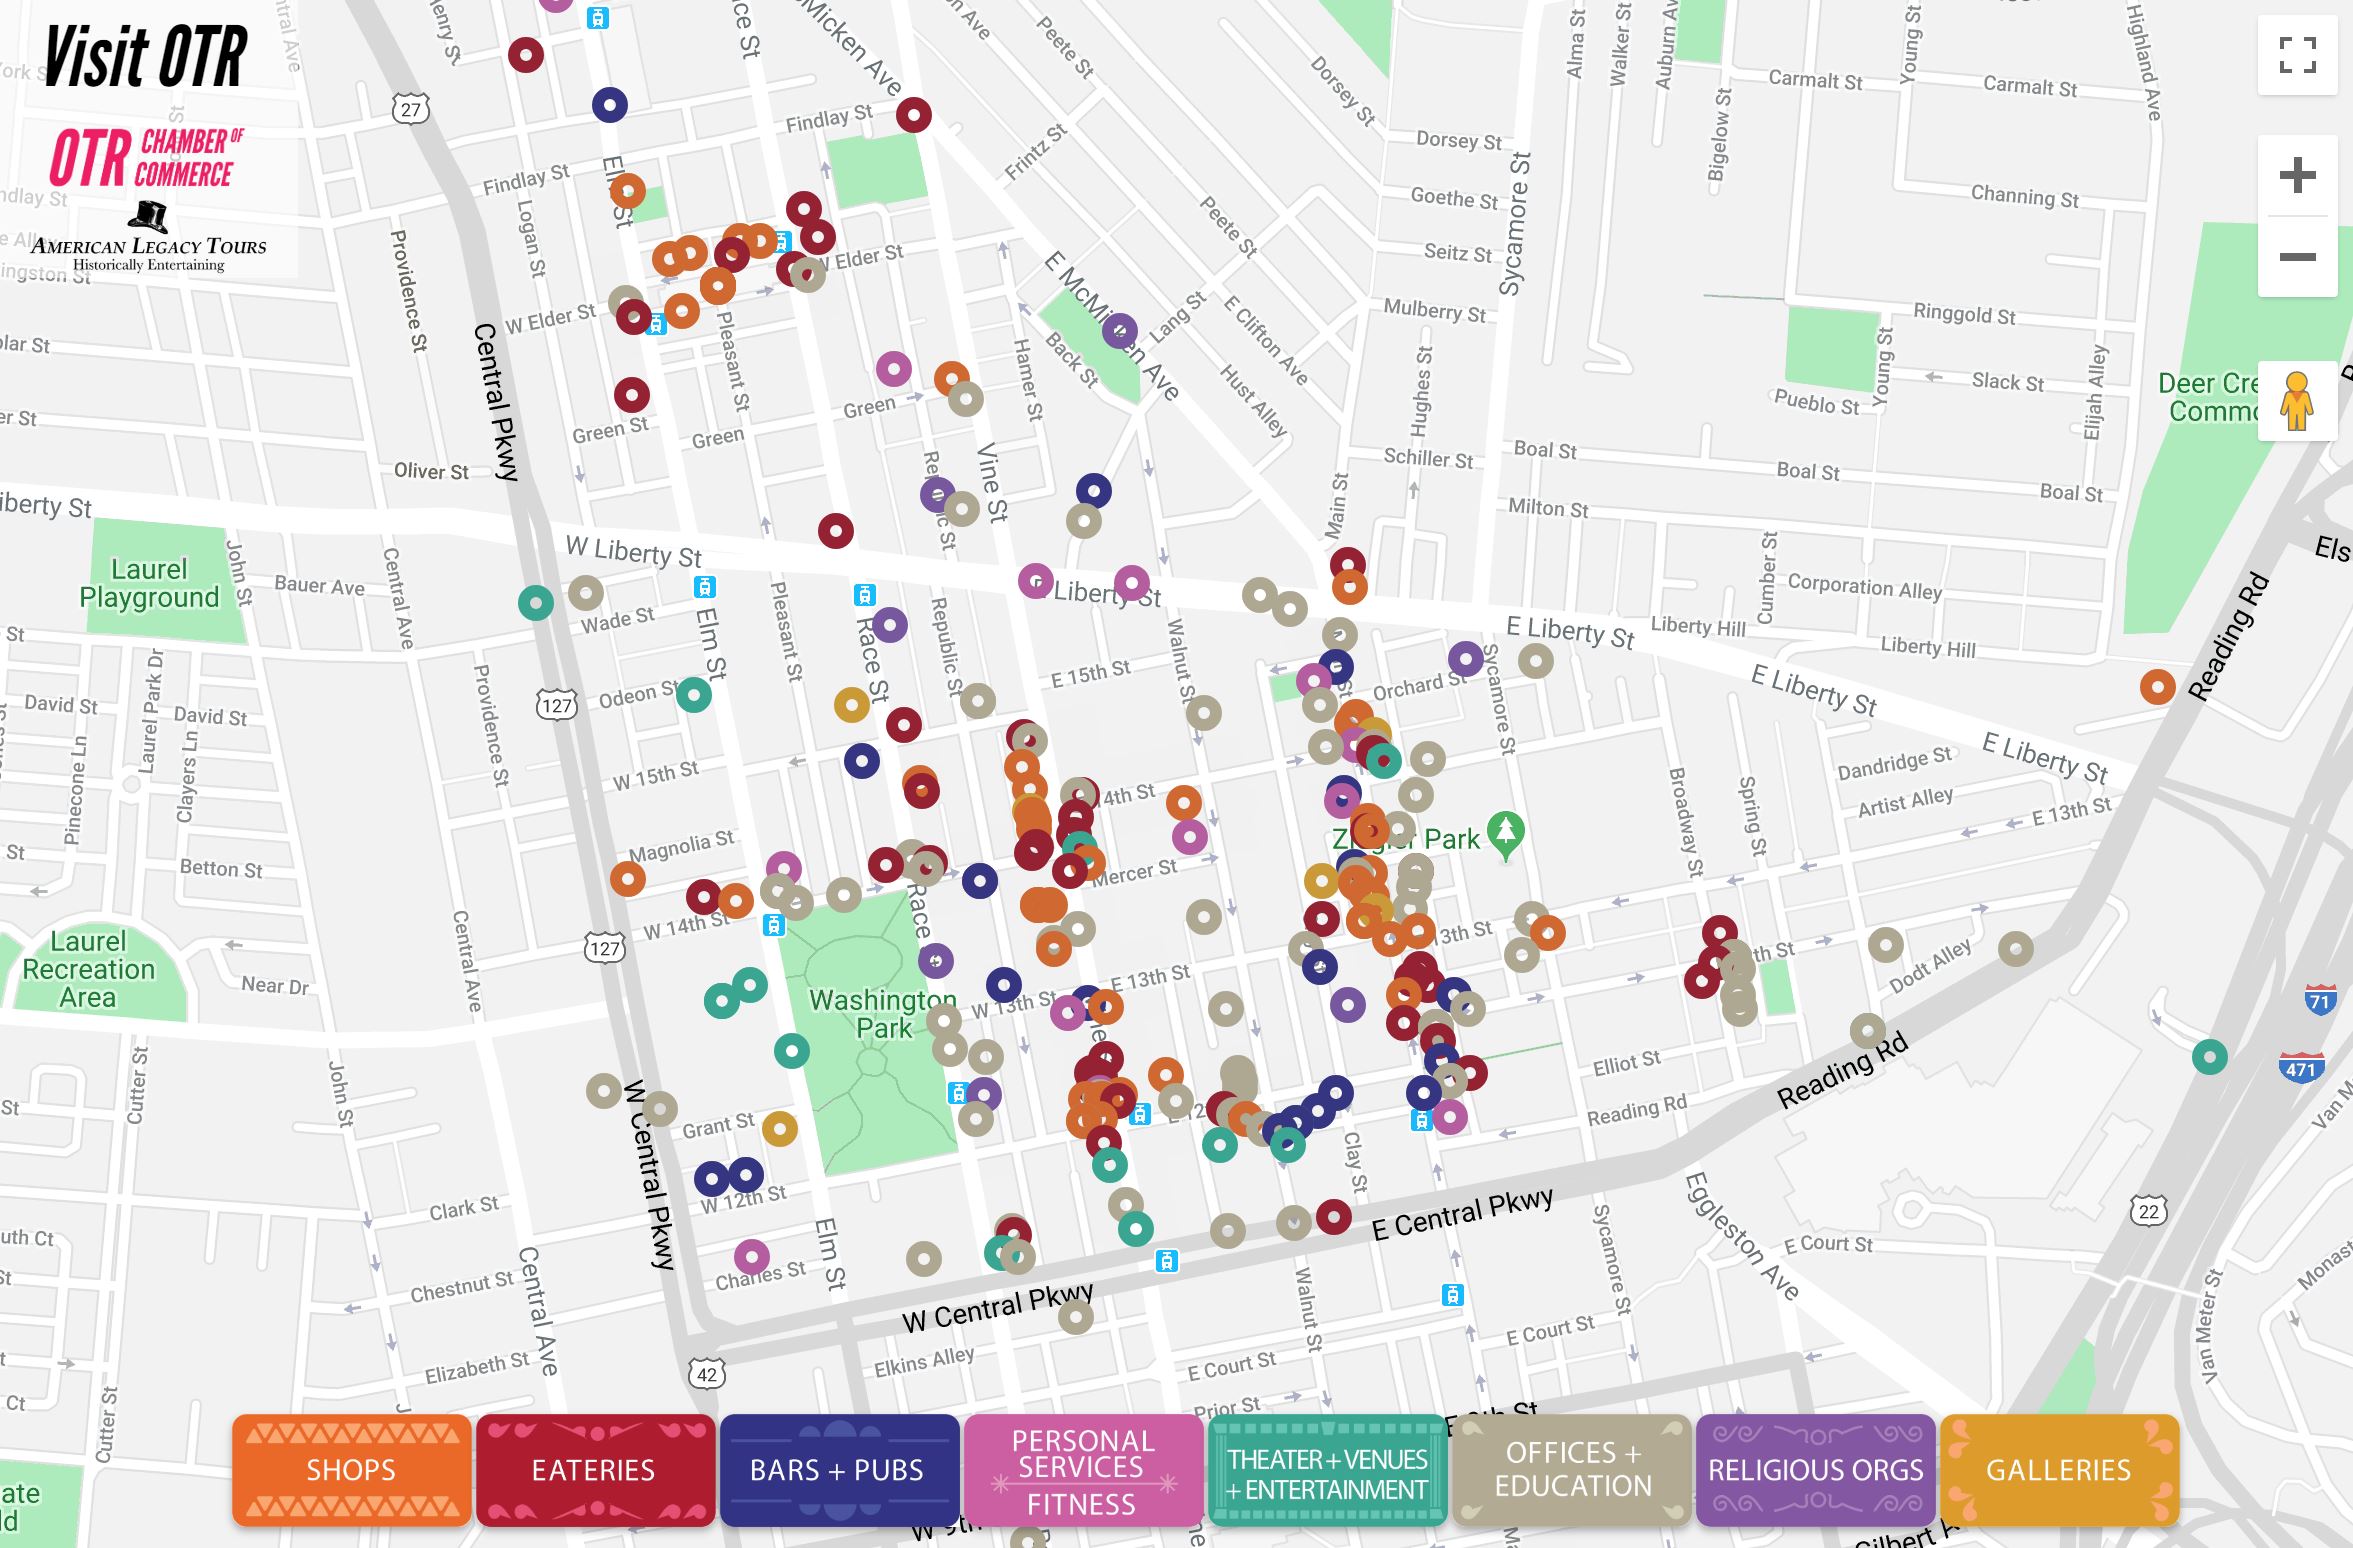 Visit OTR
OTR CHAMBER OF
COMMERCE
AMERICAN LEGACY TOURS
Historically Entertaining
27
Findlay St
Findlay St
Logan St
Providence St
Central Pkwy
W Elder St
W Elder St
Pleasant St
Green St
Green
Green
Oliver St
Vine St
Hamer St
Back St
Lang St
E Clifton Ave
Hust Alley
Peete St
Peete St
Frintz St
Dorsey St
Dorsey St
Goethe St
Seitz St
Mulberry St
Schiller St
Hughes St
Main St
Sycamore St
Alma St
Walker St
Bigelow St
Young St
Carmalt St
Carmalt St
Highland Ave
Channing St
Ringgold St
Slack St
Pueblo St
Young St
Elijah Alley
Boal St
Boal St
Boal St
Milton St
Cumber St
Corporation Alley
Liberty Hill
Liberty Hill
E Liberty St
E Liberty St
E Liberty St
Reading Rd
W Liberty St
Laurel
Playground
John St
Bauer Ave
Central Ave
Wade St
Elm St
Pleasant St
Race St
Republic St
Walnut St
E 15th St
Orchard St
Sycamore St
David St
David St
Laurel Park Dr
Pinecone Ln
Clayers Ln
Providence St
127
Odeon St
W 15th St
Magnolia St
Betton St
W 14th St
14th St
Mercer St
Broadway St
Spring St
Dandridge St
Artist Alley
E 13th St
Laurel
Recreation
Area
Near Dr
Central Ave
127
Race
Washington
Park
W 13th St
E 13th St
13th St
Dodt Alley
Elliot St
Reading Rd
Reading Rd
71
471
Cutter St
John St
W Central Pkwy
Grant St
W 12th St
Clark St
Chestnut St
Charles St
Elm St
Central Ave
Clay St
E Central Pkwy
W Central Pkwy
Eggleston Ave
22
Sycamore St
E Court St
Walnut St
E Court St
E Court St
Elkins Alley
Elizabeth St
42
Cutter St
Prior St
Van Meter St
SHOPS
EATERIES
BARS + PUBS
PERSONAL
SERVICES
FITNESS
THEATER + VENUES
+ ENTERTAINMENT
OFFICES +
EDUCATION
RELIGIOUS ORGS
GALLERIES